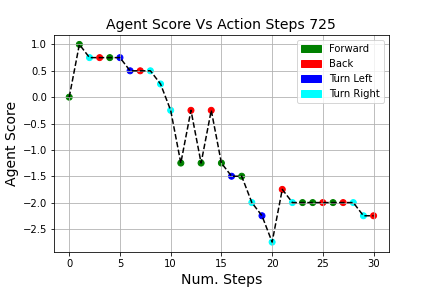 Agent Score Vs Action Steps 725
Agent Score
1.0
0.5
0.0
−0.5
−1.0
−1.5
−2.0
−2.5
Forward
Back
Turn Left
Turn Right
0 5 10 15 20 25 30
Num. Steps